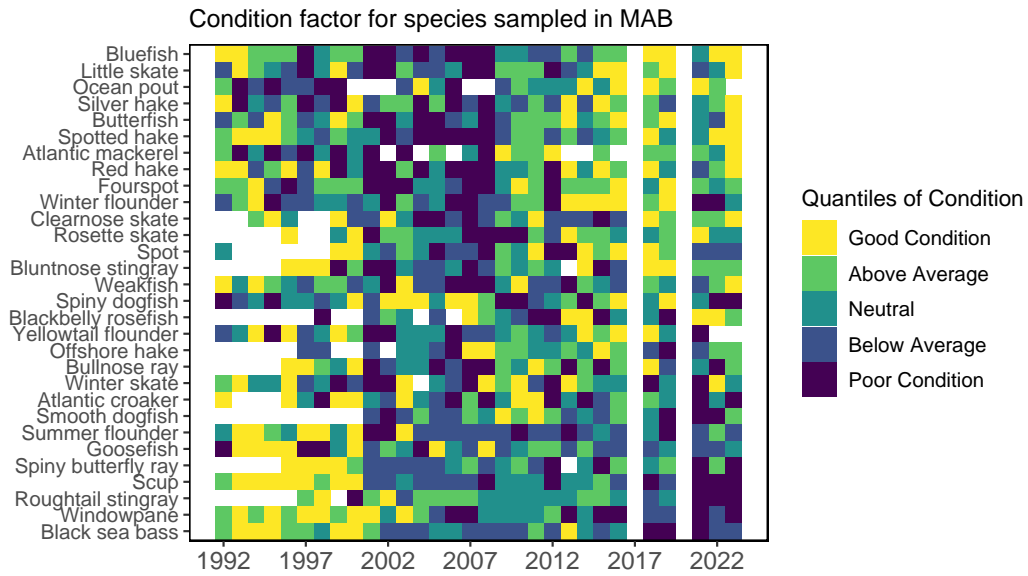 Condition factor for species sampled in MAB
Bluefish
Little skate
Ocean pout
Silver hake
Butterfish
Spotted hake
Atlantic mackerel
Red hake
Fourspot
Winter flounder
Clearnose skate
Rosette skate
Spot
Bluntnose stingray
Weakfish
Spiny dogfish
Blackbelly rosefish
Yellowtail flounder
Offshore hake
Bullnose ray
Winter skate
Atlantic croaker
Smooth dogfish
Summer flounder
Goosefish
Spiny butterfly ray
Scup
Roughtail stingray
Windowpane
Black sea bass
1992 1997 2002 2007 2012 2017 2022
Quantiles of Condition
Good Condition
Above Average
Neutral
Below Average
Poor Condition